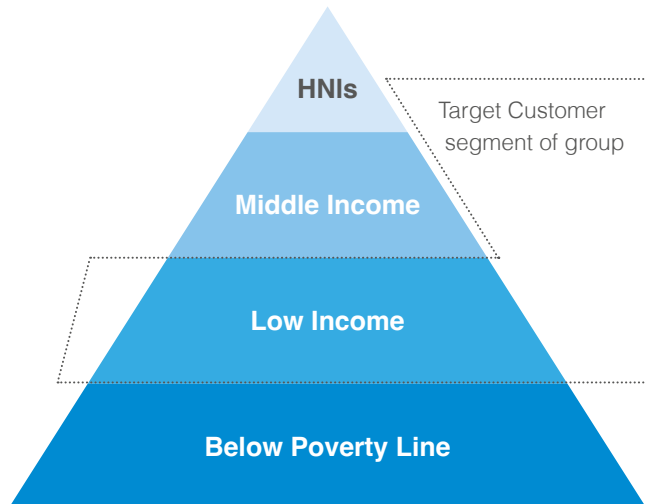 HNIs
Target Customer
segment of group
Middle Income
Low Income
Below Poverty Line